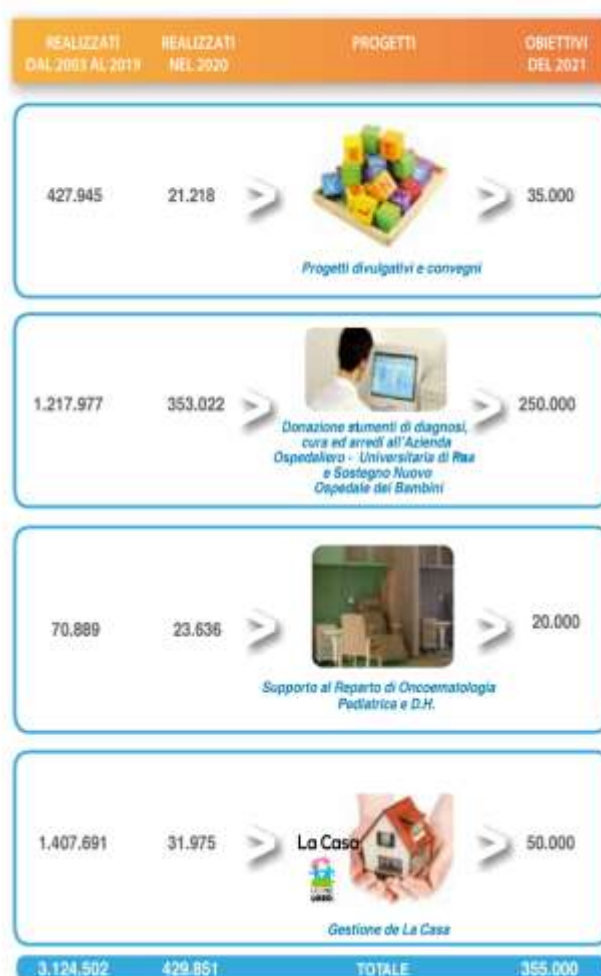 REALIZZATI DAL 2003 AL 2019
REALIZZATI NEL 2020
PROGETTI
OBIETTIVI DEL 2021
427.945
21.218
35.000
Progetti divulgativi e convegni
1.217.977
353.022
250.000
Donazione stumenti di diagnosi,
cura ed arredi all'Azienda
Ospedaliero - Universitaria di
e Sostegno Nuovo
Ospedale dei Bambini
70.889
23.636
20.000
Supporto al Reparto di Oncoematologia
Pediatrica e D.H.
1.407.691
31.975
La Casa
50.000
Gestione de La Casa
3.124.502
429.851
TOTALE
355.000